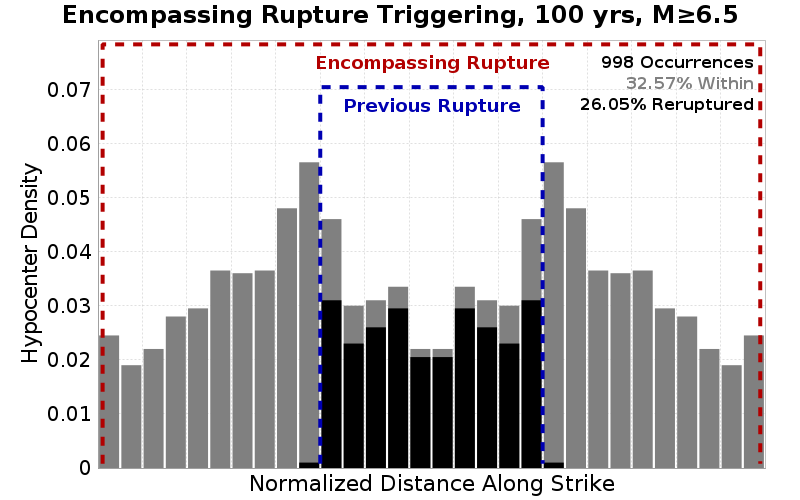 Encompassing Rupture Triggering, 100 yrs, M≥6.5
Encompassing Rupture
998 Occurrences
32.57% Within
Previous Rupture
26.05% Reruptured
0.07
0.06
0.05
0.04
0.03
0.02
0.01
0
Hypocenter Density
Normalized Distance Along Strike